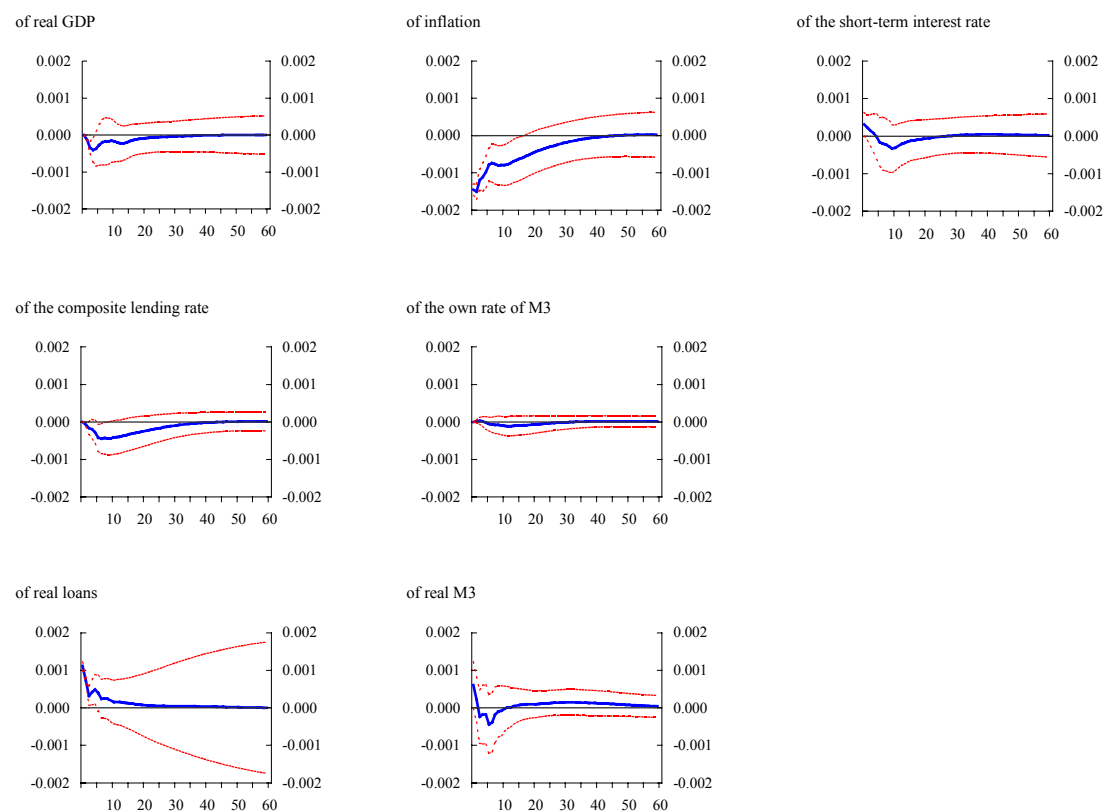 of real GDP
of inflation
of the short-term interest rate
0.002 0.002 0.002 0.002 0.002 0.002
0.001 0.001 0.001 0.001 0.001 0.001
0.000 0.000 0.000 0.000 0.000 0.000
-0.001 -0.001 -0.001 -0.001 -0.001 -0.001
-0.002 -0.002 -0.002 -0.002 -0.002 -0.002
10 20 30 40 50 60 10 20 30 40 50 60 10 20 30 40 50 60
of the composite lending rate
of the own rate of M3
0.002 0.002 0.002 0.002
0.001 0.001 0.001 0.001
0.000 0.000 0.000 0.000
-0.001 -0.001 -0.001 -0.001
-0.002 -0.002 -0.002 -0.002
10 20 30 40 50 60 10 20 30 40 50 60
of real loans
of real M3
0.002 0.002 0.002 0.002
0.001 0.001 0.001 0.001
0.000 0.000 0.000 0.000
-0.001 -0.001 -0.001 -0.001
-0.002 -0.002 -0.002 -0.002
10 20 30 40 50 60 10 20 30 40 50 60